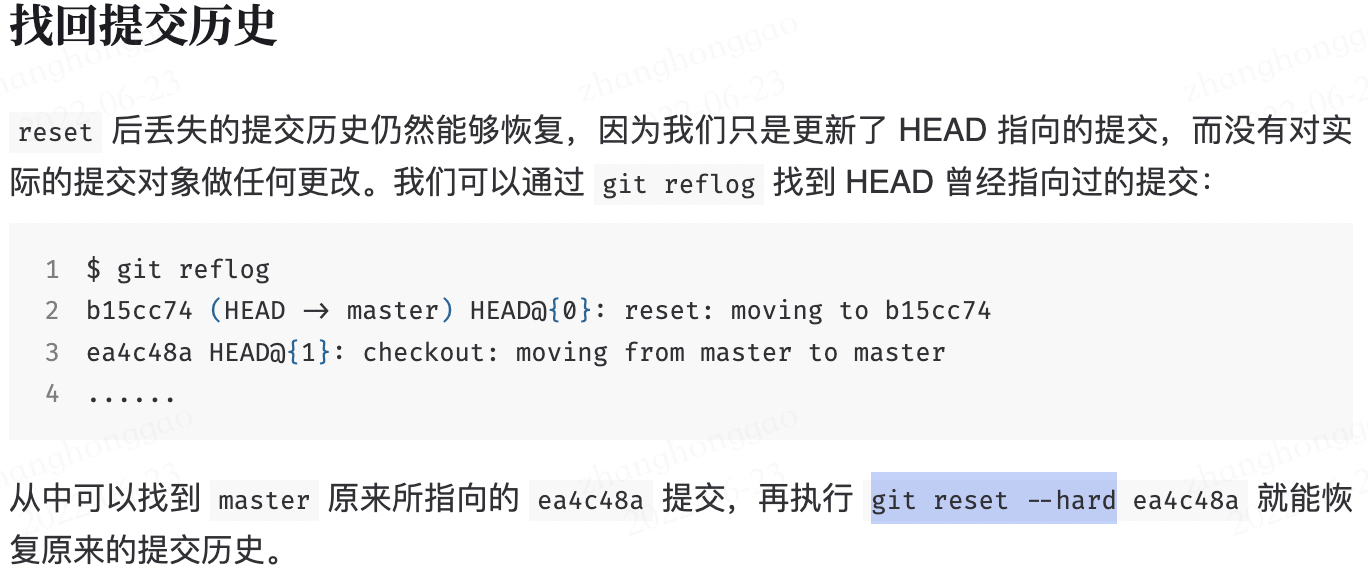 找回提交历史
reset 后丢失的提交历史仍然能够恢复，因为我们只是更新了 HEAD 指向的提交，而没有对实
际的提交对象做任何更改。我们可以通过 git reflog 找到 HEAD 曾经指向过的提交：
1 $ git reflog
2 b15cc74 (HEAD -> master) HEAD@{0}: reset: moving to b15cc74
3 ea4c48a HEAD@{1}: checkout: moving from master to master
4 ......
从中可以找到 master 原来所指向的 ea4c48a 提交，再执行 git reset --hard ea4c48a 就能恢
复原来的提交历史。
zhanghonggao
2022-06-23